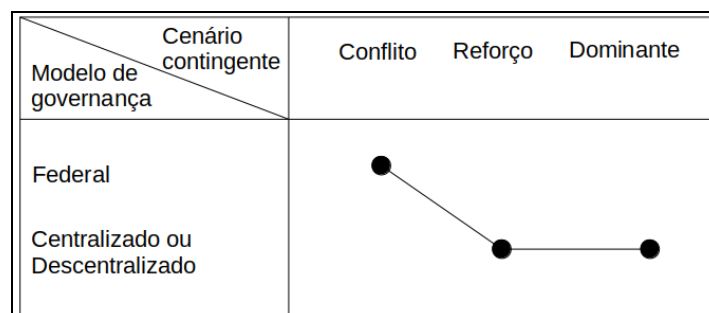 Cenário
contingente
Modelo de
governança
Conflito Reforço Dominante
Federal
Centralizado ou
Descentralizado